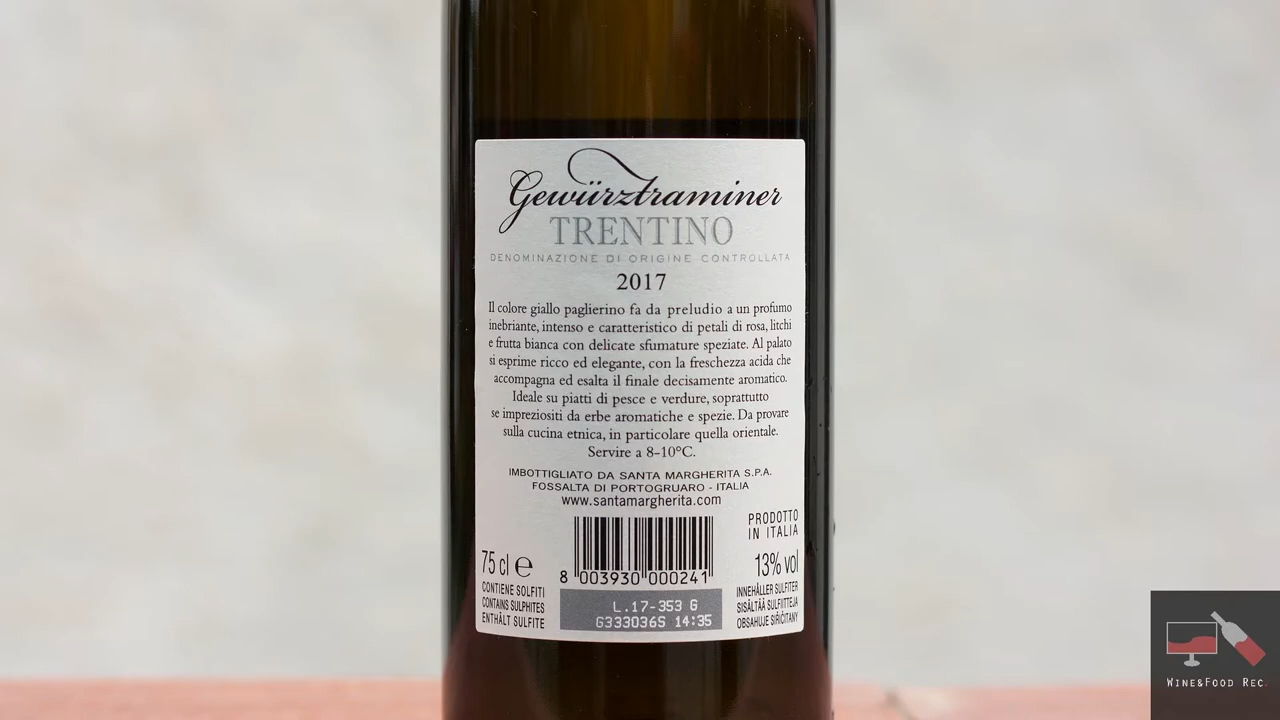 Gewürztraminer
TRENTINO
DENOMINAZIONE DI ORIGINE CONTROLLATA
2017
Il colore giallo paglierino fa da preludio a un profumo
inebriante, intenso e caratteristico di petali di rosa, litchi
e frutta bianca con delicate sfumature speziate. Al palato
si esprime ricco ed elegante, con la freschezza acida che
accompagna ed esalta il finale decisamente aromatico.
Ideale su piatti di pesce e verdure, soprattutto
se impreziositi da erbe aromatiche e spezie. Da provare
sulla cucina etnica, in particolare quella orientale.
Servire a 8-10°C.
IMBOTTIGLIATO DA SANTA MARGHERITA S.P.A.
FOSSALTA DI PORTOGRUARO - ITALIA
www.santamargherita.com
PRODOTTO
IN ITALIA
75 cl e
13% vol
8 003930 000241
CONTIENE SOLFITI
CONTAINS SULPHITES
ENTHÄLT SULFITE
L.17-353 G
G333036S 14:35
INNEHÅLLER SULFITER
SISÄLTÄÄ SULFIITTEJA
OBSAHUJE SIŘIČITANY
WINE&FOOD REC.